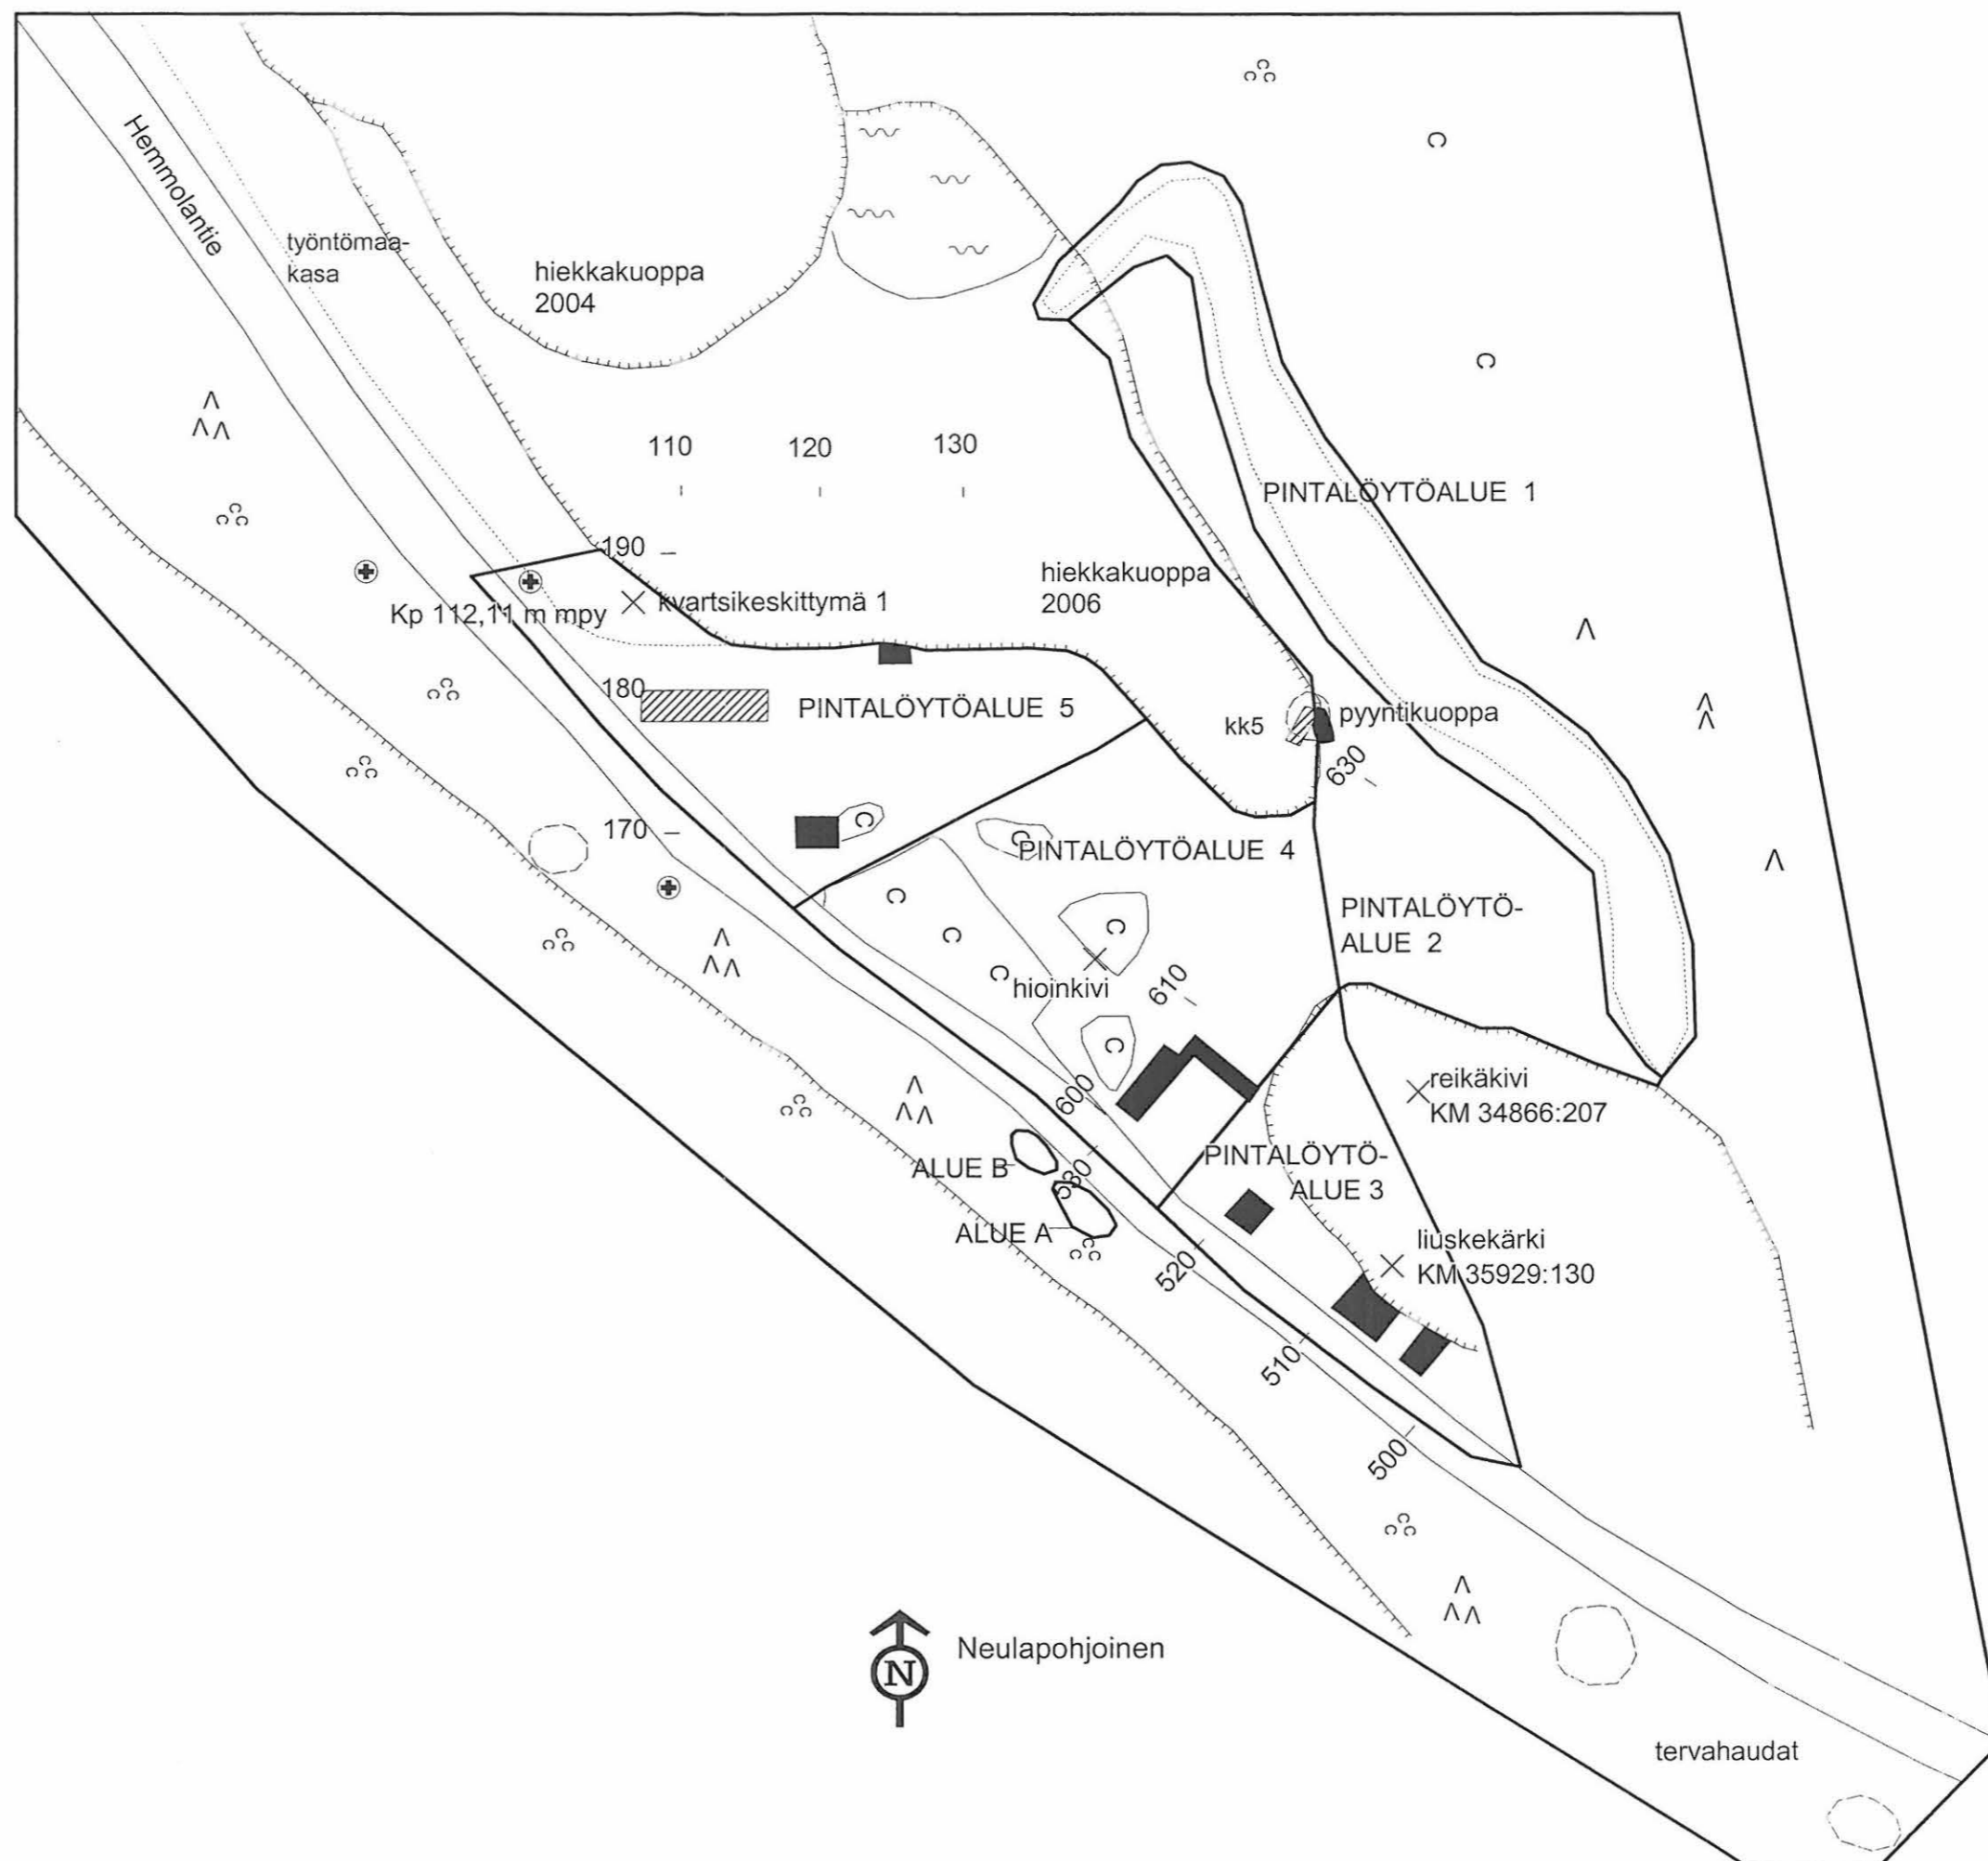 Hemmolantie
työntömaa-
kasa
hiekkakuoppa
2004
110
120
130
PINTALÖYTÖALUE 1
190
hiekkakuoppa
2006
Kp 112,11 m mpy
kvartsikeskittymä 1
180
PINTALÖYTÖALUE 5
kk5
pyyntikuoppa
630
170
PINTALÖYTÖALUE 4
PINTALÖYTÖ-
ALUE 2
hioinkivi
610
600
reikäkivi
KM 34866:207
ALUE B
530
PINTALÖYTÖ-
ALUE 3
ALUE A
520
liuskekärki
KM 35929:130
510
500
N
Neulapohjoinen
tervahaudat